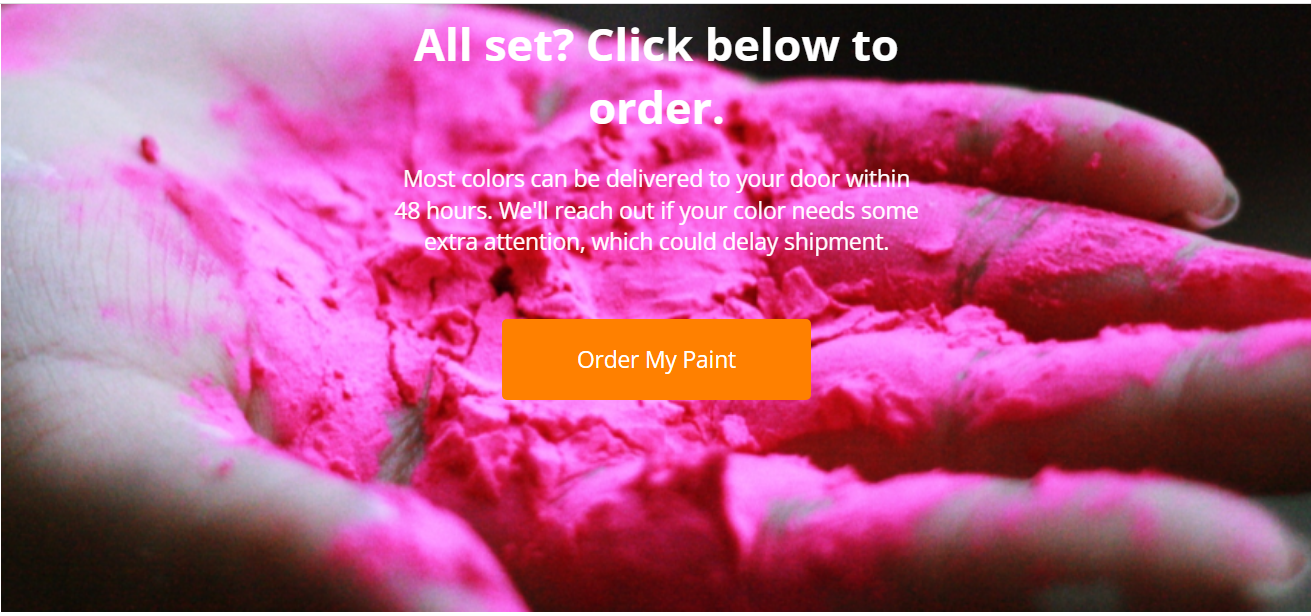 All set? Click below to
order.
Most colors can be delivered to your door within
48 hours. We'll reach out if your color needs some
extra attention, which could delay shipment.
Order My Paint